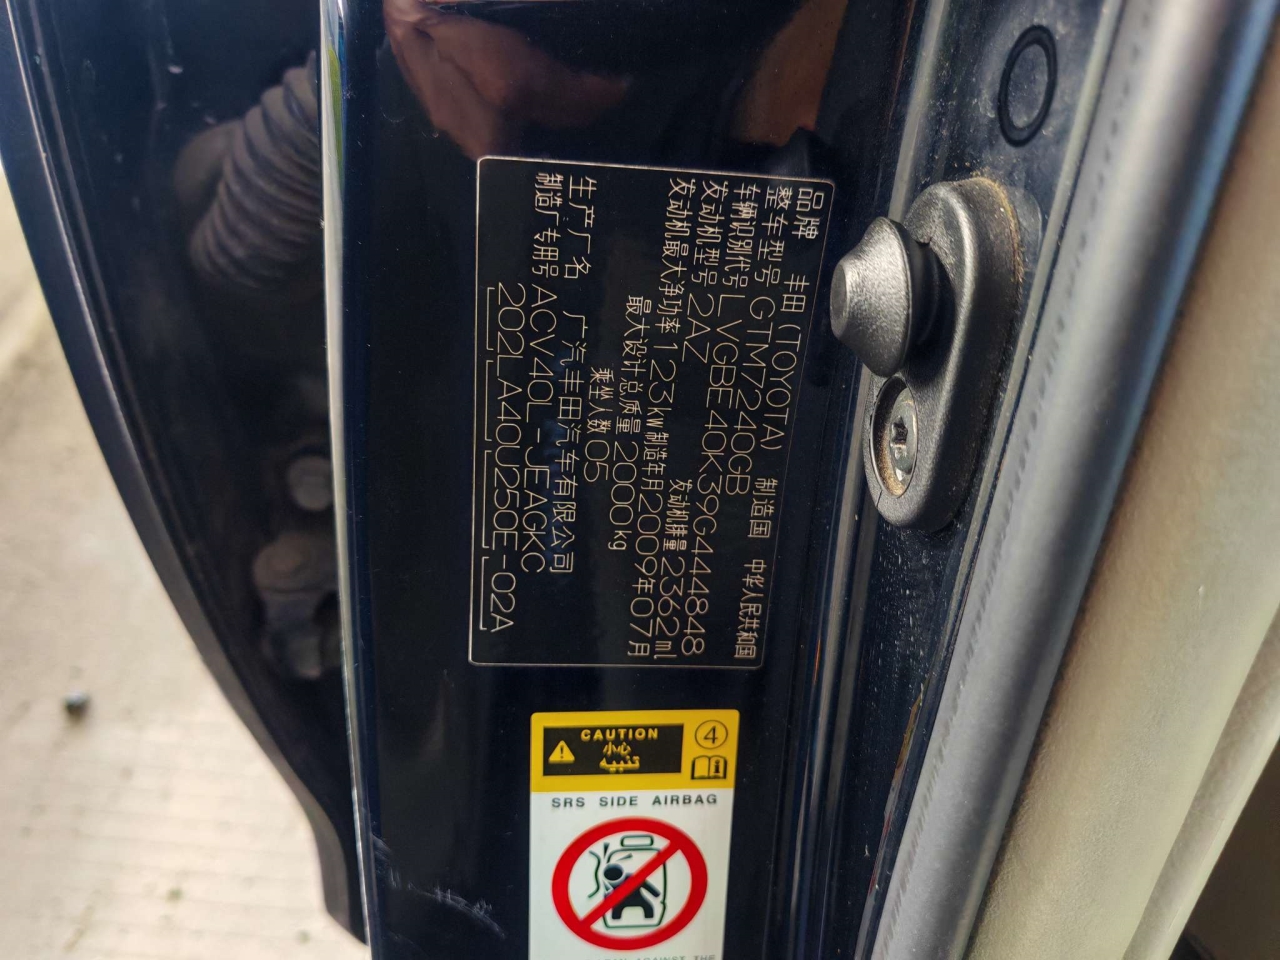 品牌 丰田(TOYOTA) 制造国 中华人民共和国
整车型号 GTM7240GB
车辆识别代号 LVGBE40K39G444848
发动机型号 2AZ 发动机排量 2362ml
发动机最大净功率 123kW 制造年月 2009年07月
最大设计总质量 2000kg
乘坐人数 05
生产厂名 广汽丰田汽车有限公司
制造厂专用号 ACV40L-JEAGKC
202LA40U250E-02A
CAUTION
小心
تنبيه
4
i
SRS SIDE AIRBAG
AGAINST THE